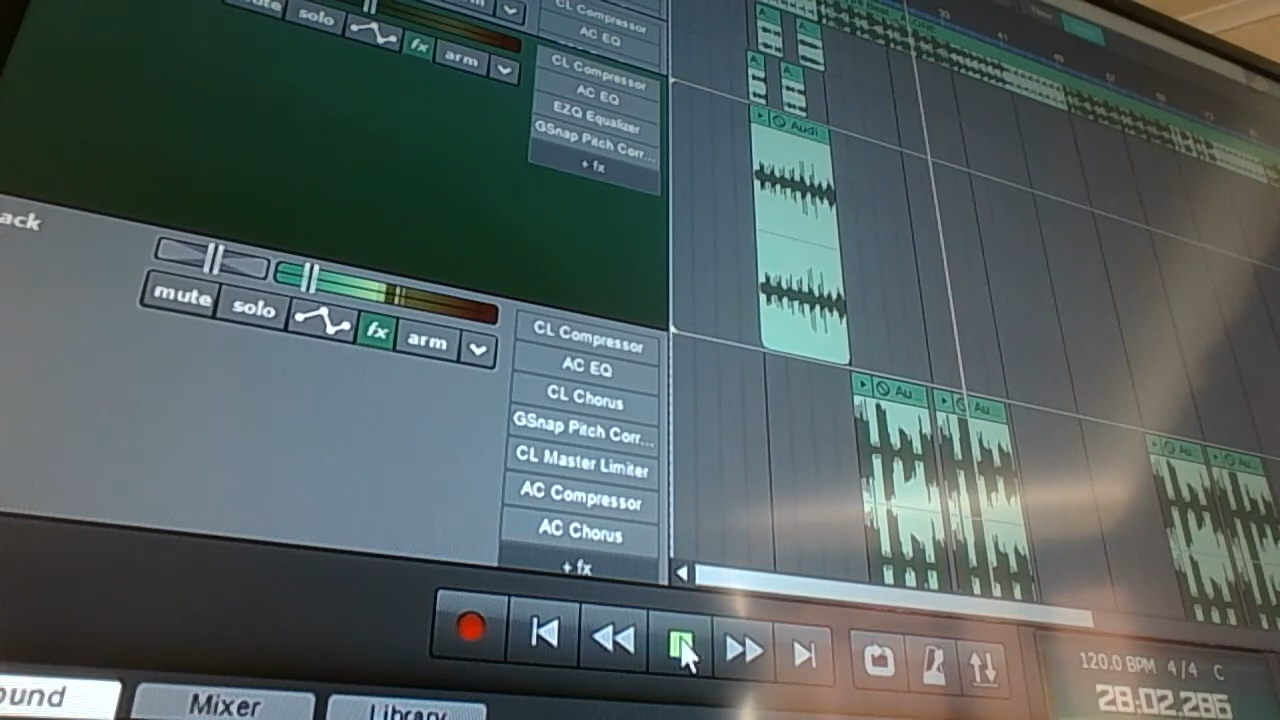 CL Compressor
AC EQ
solo
fx
arm
CL Compressor
AC EQ
EZQ Equalizer
GSnap Pitch Corr...
+ fx
Audi
33
41
ack
mute
solo
fx
arm
CL Compressor
AC EQ
CL Chorus
GSnap Pitch Corr...
CL Master Limiter
AC Compressor
AC Chorus
+ fx
Au
Au
120.0 BPM 4/4 C
28:02.286
ound
Mixer
Library